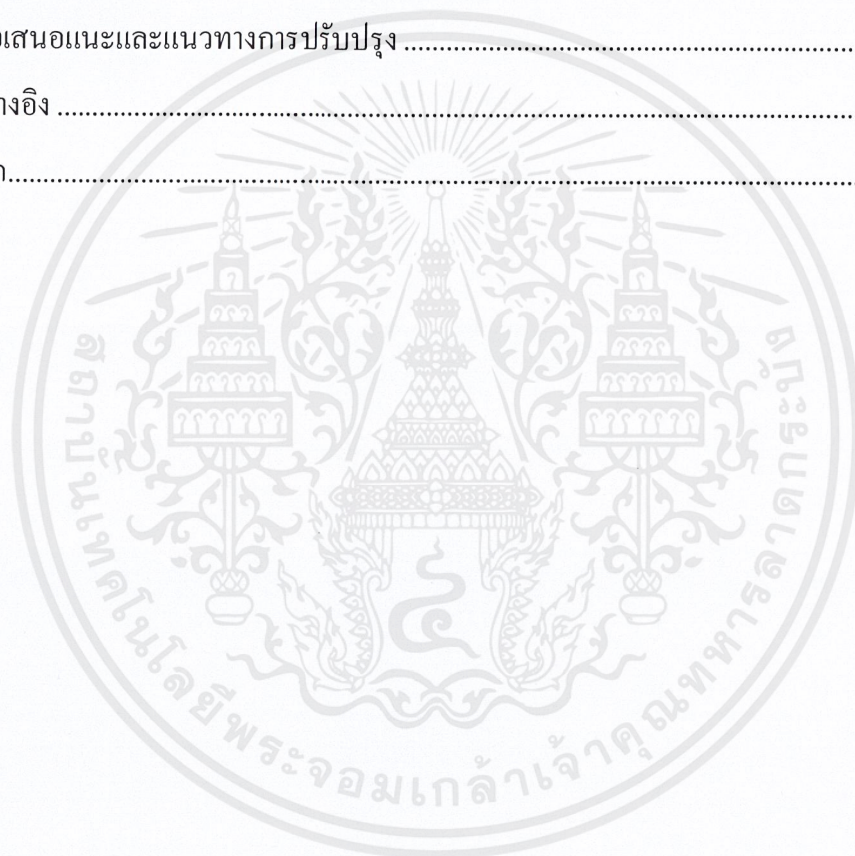 เสนอแนะและแนวทางการปรับปรุง ........................................................................
างอิง ........................................................................
........................................................................
สถาบันเทคโนโลยีพระจอมเกล้าเจ้าคุณทหารลาดกระบัง
๔